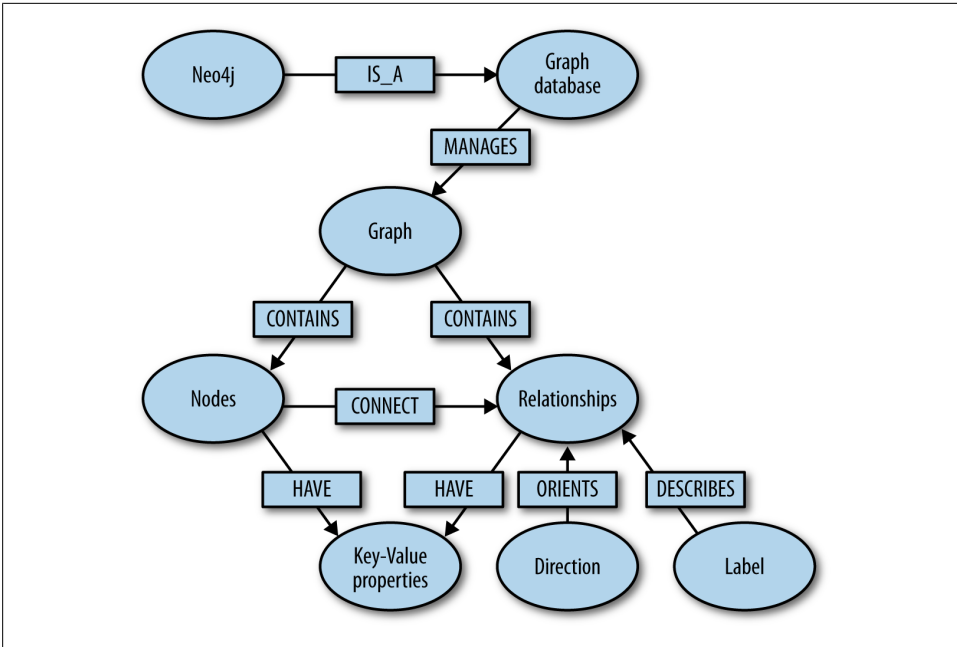 Neo4j
IS_A
Graph
database
MANAGES
Graph
CONTAINS
CONTAINS
Nodes
CONNECT
Relationships
HAVE
HAVE
ORIENTS
DESCRIBES
Key-Value
properties
Direction
Label